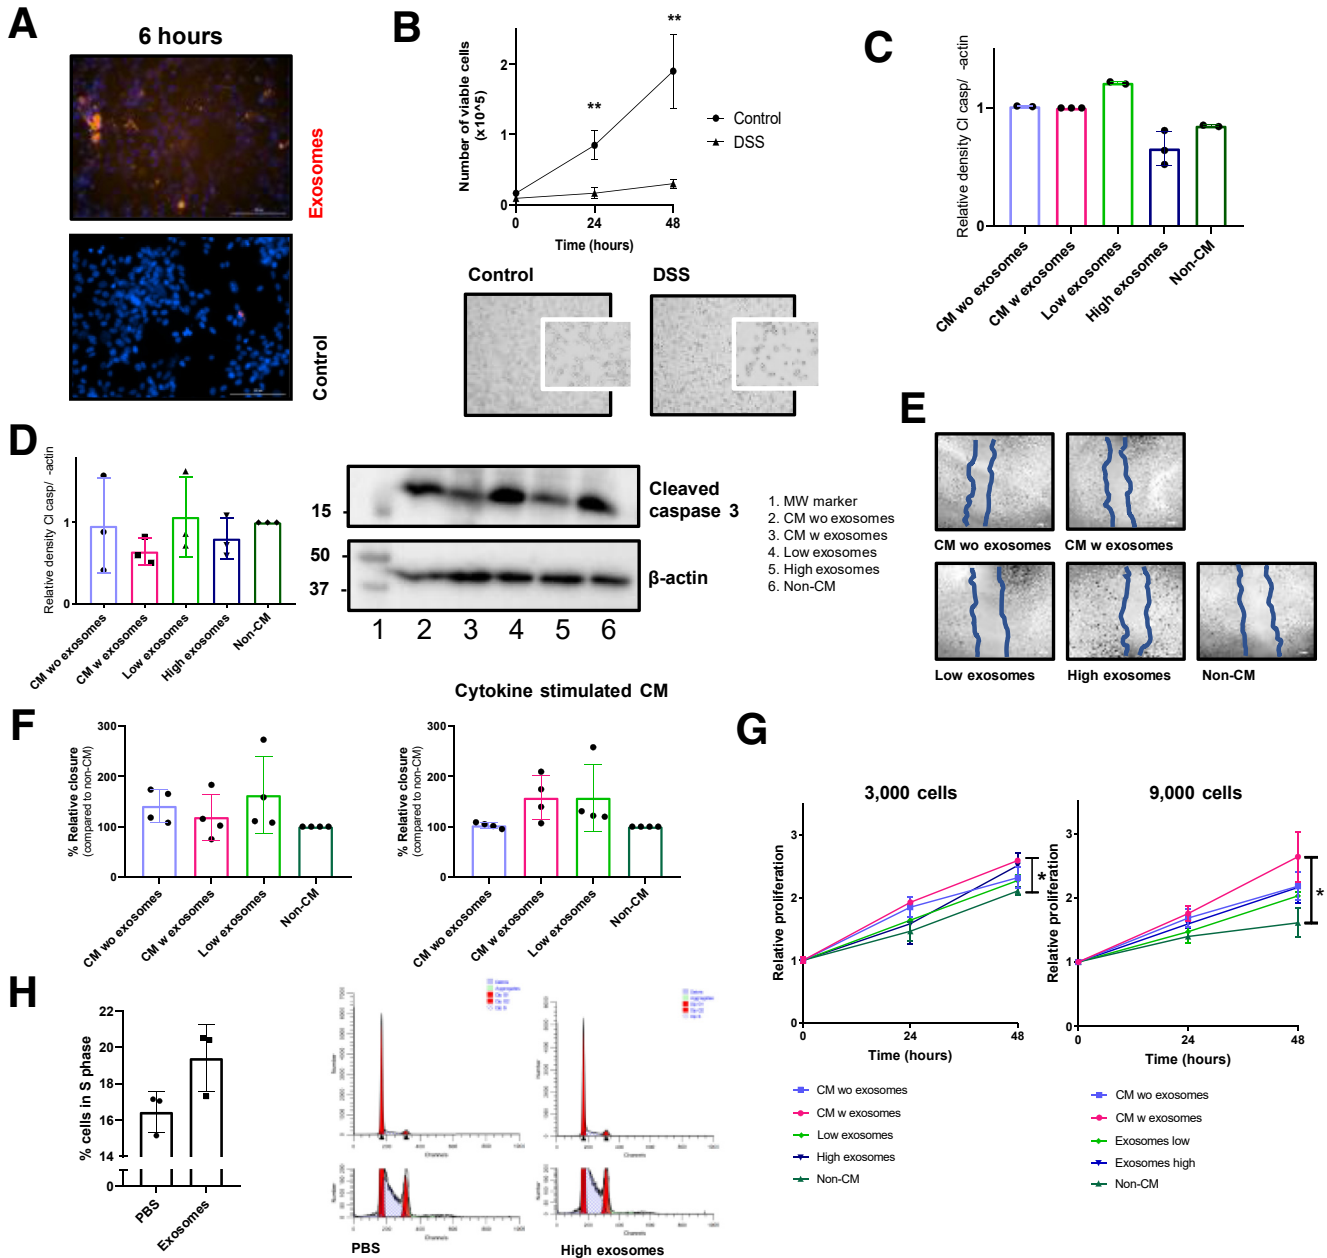 A
6 hours
Exosomes
Control
B
Number of viable cells
(x10^5)
2
1
0
**
**
0
24
48
Time (hours)
Control
DSS
Control
DSS
C
Relative density Cl casp/ -actin
1
0
CM wo exosomes
CM w exosomes
Low exosomes
High exosomes
Non-CM
D
Relative density Cl casp/ -actin
1
0
CM wo exosomes
CM w exosomes
Low exosomes
High exosomes
Non-CM
15
50
37
Cleaved
caspase 3
β-actin
1 2 3 4 5 6
1. MW marker
2. CM wo exosomes
3. CM w exosomes
4. Low exosomes
5. High exosomes
6. Non-CM
E
CM wo exosomes
CM w exosomes
Low exosomes
High exosomes
Non-CM
F
% Relative closure
(compared to non-CM)
300
200
100
0
CM wo exosomes
CM w exosomes
Low exosomes
Non-CM
Cytokine stimulated CM
% Relative closure
(compared to non-CM)
300
200
100
0
CM wo exosomes
CM w exosomes
Low exosomes
Non-CM
G
3,000 cells
Relative proliferation
3
2
1
0
*
0
24
48
Time (hours)
CM wo exosomes
CM w exosomes
Low exosomes
High exosomes
Non-CM
9,000 cells
Relative proliferation
3
2
1
0
*
0
24
48
Time (hours)
CM wo exosomes
CM w exosomes
Exosomes low
Exosomes high
Non-CM
H
% cells in S phase
22
20
18
16
14
0
PBS
Exosomes
Number
Channels
Number
Channels
PBS
Number
Channels
Number
Channels
High exosomes